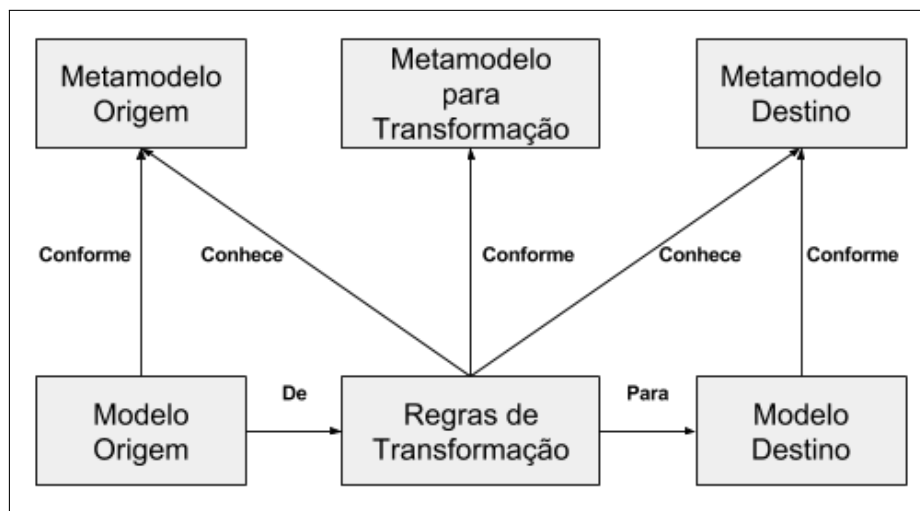 Metamodelo
Origem
Metamodelo
para
Transformação
Metamodelo
Destino
Conforme
Conhece
Conforme
Conhece
Conforme
Modelo
Origem
De
Regras de
Transformação
Para
Modelo
Destino